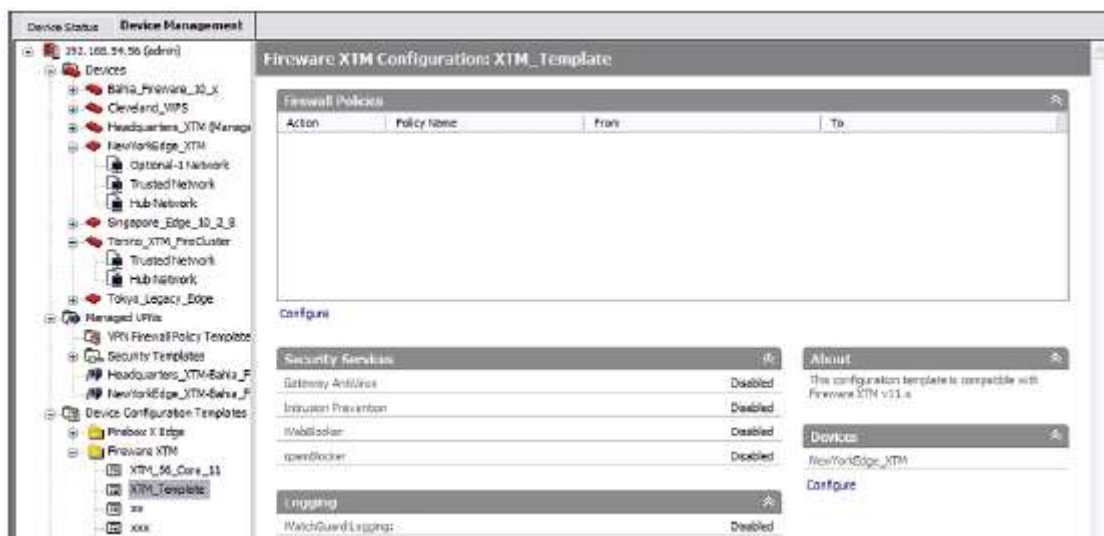 Device Status Device Management
192.168.54.56 (admin)
Devices
Bahia_Fireware_10_x
Cleveland_WPS
Headquarters_XTM (Manage
NewYorkEdge_XTM
Optional-1 Network
Trusted Network
Hub Network
Singapore_Edge_10_2_8
Torino_XTM_FireCluster
Trusted Network
Hub Network
Tokyo_Legacy_Edge
Managed VPNs
VPN Firewall Policy Template
Security Templates
Headquarters_XTM-Bahia_F
NewYorkEdge_XTM-Bahia_F
Device Configuration Templates
Firebox X Edge
Fireware XTM
XTM_56_Core_11
XTM_Template
xx
xxx
Fireware XTM Configuration: XTM_Template
Firewall Policies
Action Policy Name From To
Configure
Security Services
Gateway AntiVirus Disabled
Intrusion Prevention Disabled
WebBlocker Disabled
spamBlocker Disabled
Logging
WatchGuard Logging: Disabled
About
This configuration template is compatible with
Fireware XTM v11.x
Devices
NewYorkEdge_XTM
Configure